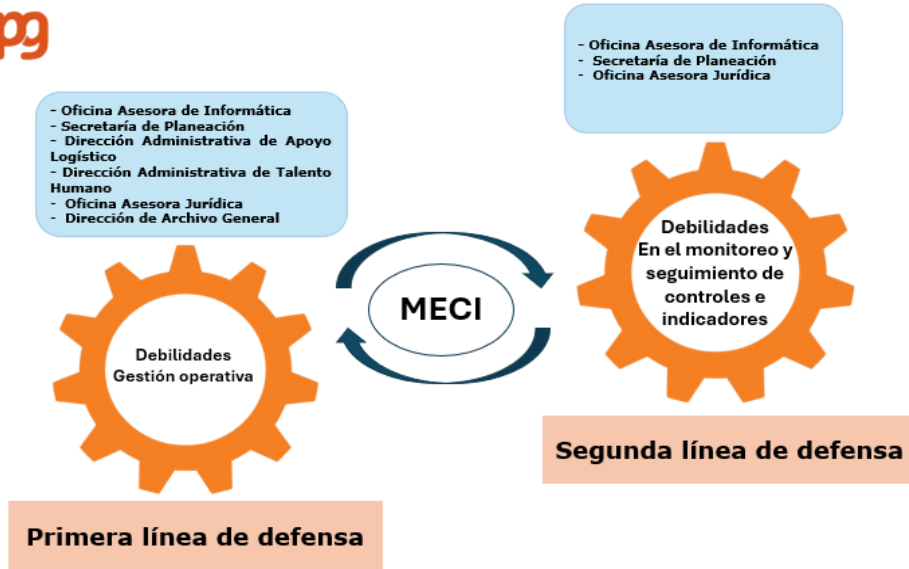 pg
- Oficina Asesora de Informática
- Secretaría de Planeación
- Dirección Administrativa de Apoyo
Logístico
- Dirección Administrativa de Talento
Humano
- Oficina Asesora Jurídica
- Dirección de Archivo General
Debilidades
Gestión operativa
Primera línea de defensa
MECI
- Oficina Asesora de Informática
- Secretaría de Planeación
- Oficina Asesora Jurídica
Debilidades
En el monitoreo y
seguimiento de
controles e
indicadores
Segunda línea de defensa